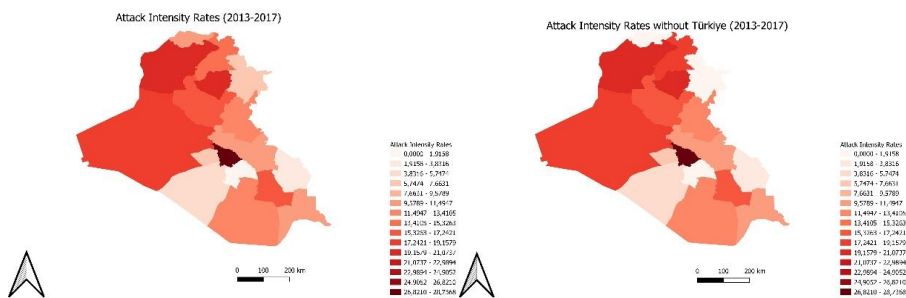 Attack Intensity Rates (2013-2017)
Attack Intensity Rates
0,0000 - 1,9158
1,9158 - 3,8316
3,8316 - 5,7474
5,7474 - 7,6631
7,6631 - 9,5789
9,5789 - 11,4947
11,4947 - 13,4105
13,4105 - 15,3263
15,3263 - 17,2421
17,2421 - 19,1579
19,1579 - 21,0737
21,0737 - 22,9894
22,9894 - 24,9052
24,9052 - 26,8210
26,8210 - 28,7368
0 100 200 km
Attack Intensity Rates without Türkiye (2013-2017)
Attack Intensity Rates
0,0000 - 1,9158
1,9158 - 3,8316
3,8316 - 5,7474
5,7474 - 7,6631
7,6631 - 9,5789
9,5789 - 11,4947
11,4947 - 13,4105
13,4105 - 15,3263
15,3263 - 17,2421
17,2421 - 19,1579
19,1579 - 21,0737
21,0737 - 22,9894
22,9894 - 24,9052
24,9052 - 26,8210
26,8210 - 28,7368
0 100 200 km